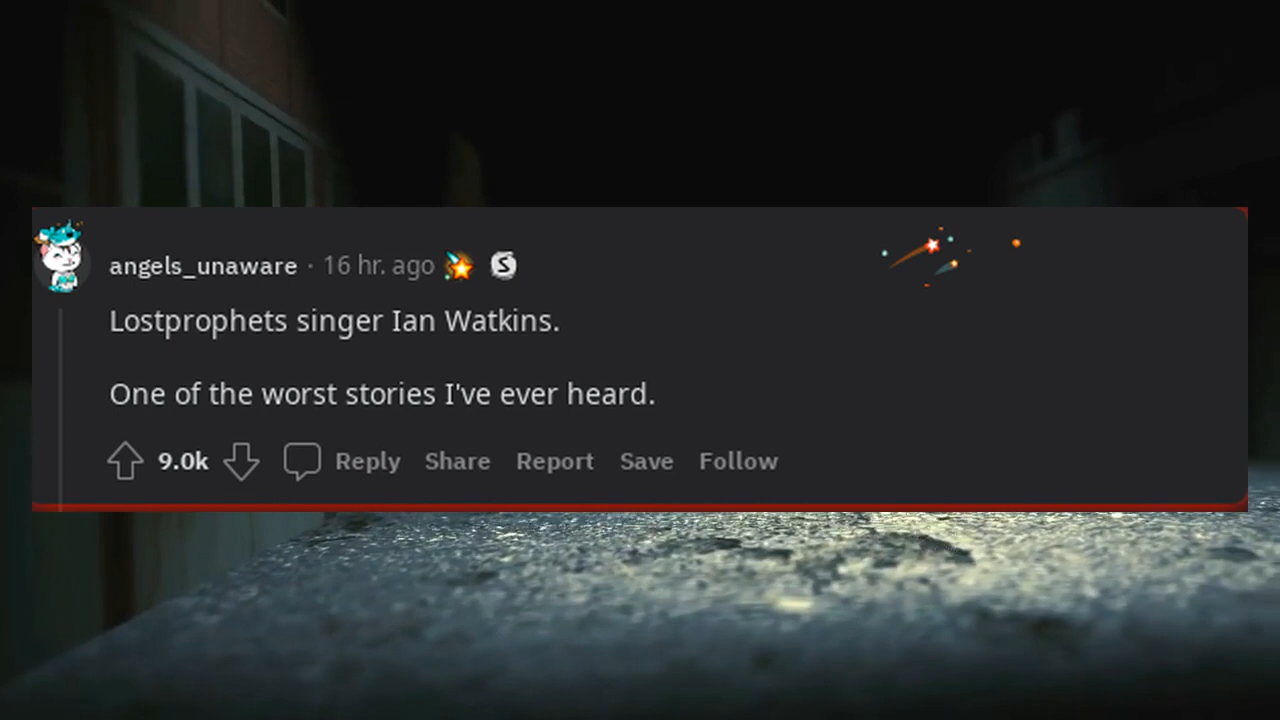 angels_unaware · 16 hr. ago
Lostprophets singer Ian Watkins.
One of the worst stories I've ever heard.
9.0k Reply Share Report Save Follow